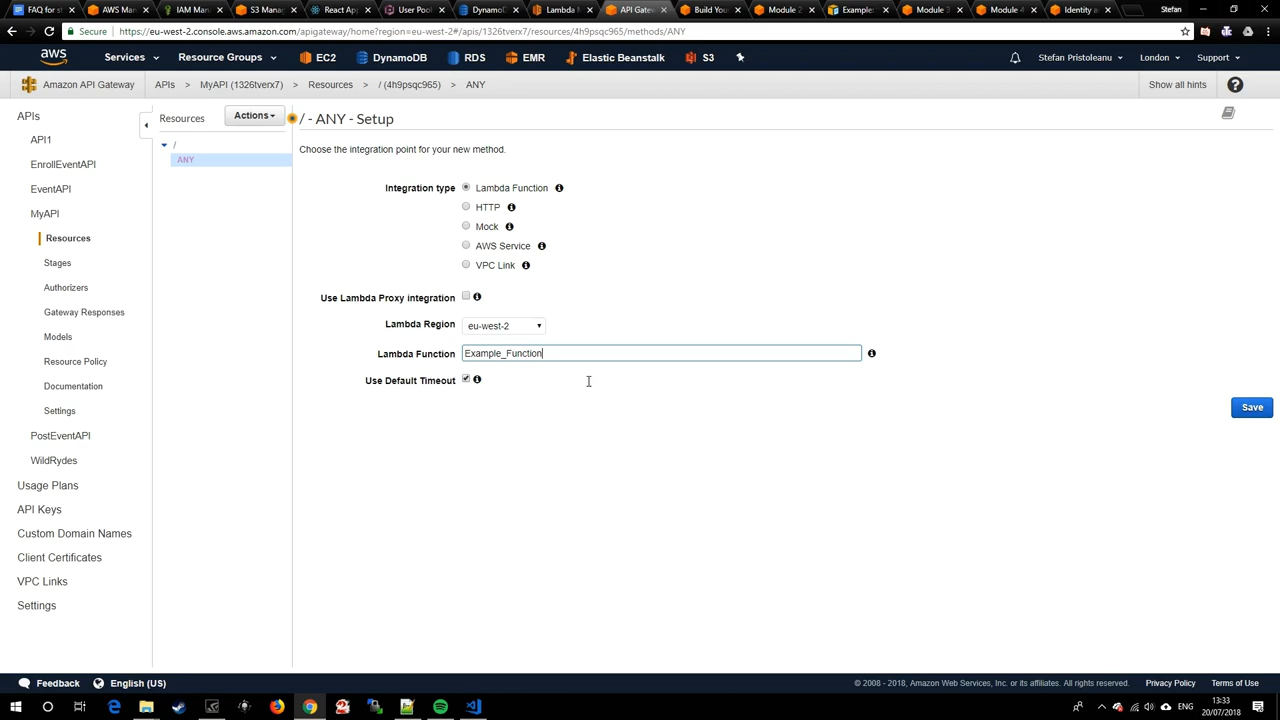 FAQ for st
AWS Man
IAM Man
S3 Mana
React Ap
User Pool
DynamoD
Lambda M
API Gatew
Build You
Module 2
Example:
Module 3
Module 4
Identity a
Stefan
Secure
https://eu-west-2.console.aws.amazon.com/apigateway/home?region=eu-west-2#/apis/1326tverx7/resources/4h9psqc965/methods/ANY
aws
Services
Resource Groups
EC2
DynamoDB
RDS
EMR
Elastic Beanstalk
S3
Stefan Pristoleanu
London
Support
Amazon API Gateway
APIs > MyAPI (1326tverx7) > Resources > / (4h9psqc965) > ANY
Show all hints
APIs
API1
EnrollEventAPI
EventAPI
MyAPI
Resources
Stages
Authorizers
Gateway Responses
Models
Resource Policy
Documentation
Settings
PostEventAPI
WildRydes
Usage Plans
API Keys
Custom Domain Names
Client Certificates
VPC Links
Settings
Resources
Actions
/
ANY
/ - ANY - Setup
Choose the integration point for your new method.
Integration type
Lambda Function
HTTP
Mock
AWS Service
VPC Link
Use Lambda Proxy integration
Lambda Region eu-west-2
Lambda Function Example_Function
Use Default Timeout
Save
Feedback
English (US)
© 2008 - 2018, Amazon Web Services, Inc. or its affiliates. All rights reserved.
Privacy Policy
Terms of Use
ENG
13:33
20/07/2018